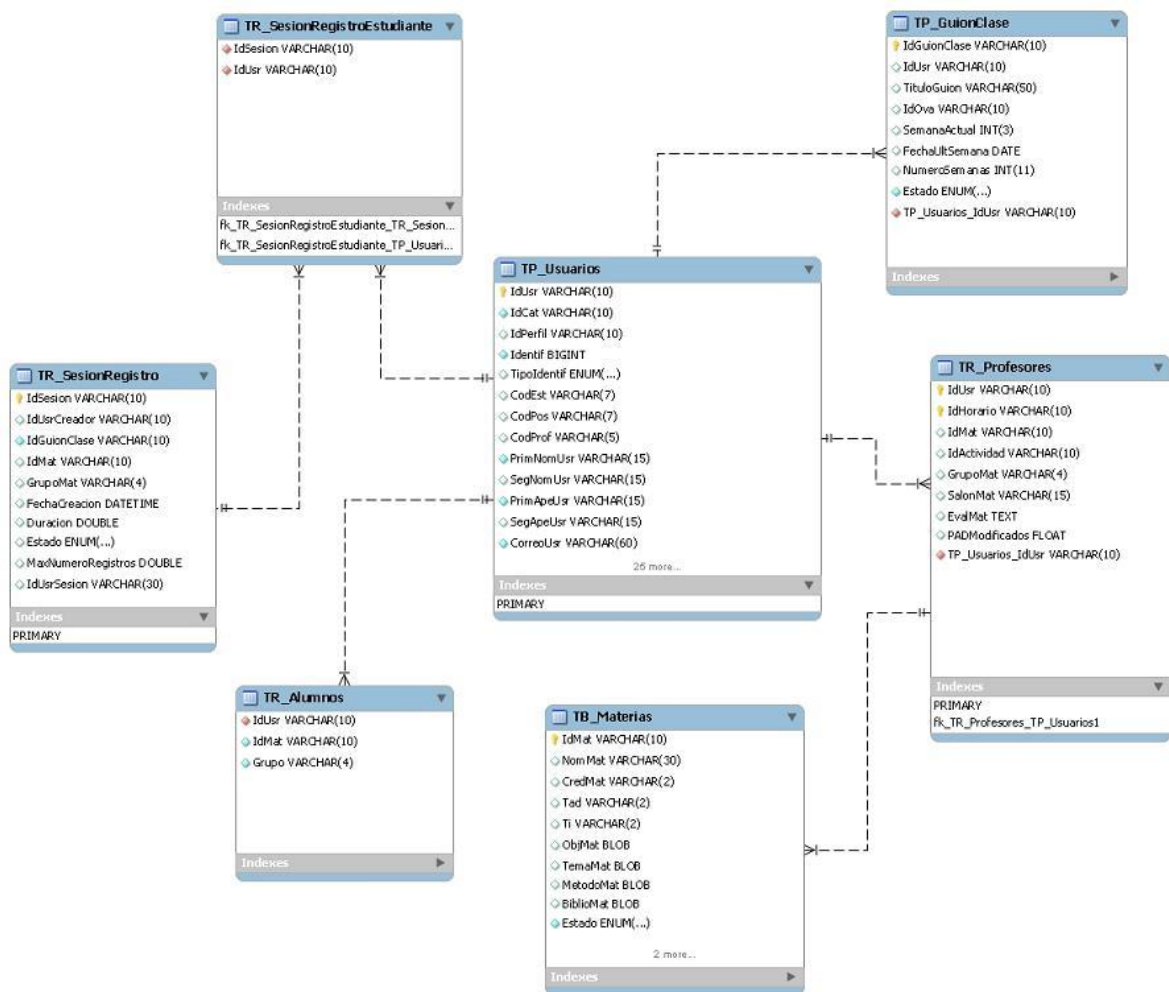 TR_SesionRegistroEstudiante
IdSesion VARCHAR(10)
IdUsr VARCHAR(10)
Indexes
fk_TR_SesionRegistroEstudiante_TR_Sesion...
fk_TR_SesionRegistroEstudiante_TP_Usuari...
TP_GuionClase
IdGuionClase VARCHAR(10)
IdUsr VARCHAR(10)
TituloGuion VARCHAR(50)
IdOva VARCHAR(10)
SemanaActual INT(3)
FechaUltSemana DATE
NumeroSemanas INT(11)
Estado ENUM(...)
TP_Usuarios_IdUsr VARCHAR(10)
Indexes
TP_Usuarios
IdUsr VARCHAR(10)
IdCat VARCHAR(10)
IdPerfil VARCHAR(10)
Identif BIGINT
TipoIdentif ENUM(...)
CodEst VARCHAR(7)
CodPos VARCHAR(7)
CodProf VARCHAR(5)
PrimNomUsr VARCHAR(15)
SegNomUsr VARCHAR(15)
PrimApeUsr VARCHAR(15)
SegApeUsr VARCHAR(15)
CorreoUsr VARCHAR(60)
26 more...
Indexes
PRIMARY
TR_SesionRegistro
IdSesion VARCHAR(10)
IdUsrCreador VARCHAR(10)
IdGuionClase VARCHAR(10)
IdMat VARCHAR(10)
GrupoMat VARCHAR(4)
FechaCreacion DATETIME
Duracion DOUBLE
Estado ENUM(...)
MaxNumeroRegistros DOUBLE
IdUsrSesion VARCHAR(30)
Indexes
PRIMARY
TR_Profesores
IdUsr VARCHAR(10)
IdHorario VARCHAR(10)
IdMat VARCHAR(10)
IdActividad VARCHAR(10)
GrupoMat VARCHAR(4)
SalonMat VARCHAR(15)
EvalMat TEXT
PADModificados FLOAT
TP_Usuarios_IdUsr VARCHAR(10)
Indexes
PRIMARY
fk_TR_Profesores_TP_Usuarios1
TR_Alumnos
IdUsr VARCHAR(10)
IdMat VARCHAR(10)
Grupo VARCHAR(4)
Indexes
TB_Materias
IdMat VARCHAR(10)
NomMat VARCHAR(30)
CredMat VARCHAR(2)
Tad VARCHAR(2)
Ti VARCHAR(2)
ObjMat BLOB
TemaMat BLOB
MetodoMat BLOB
BiblioMat BLOB
Estado ENUM(...)
2 more...
Indexes